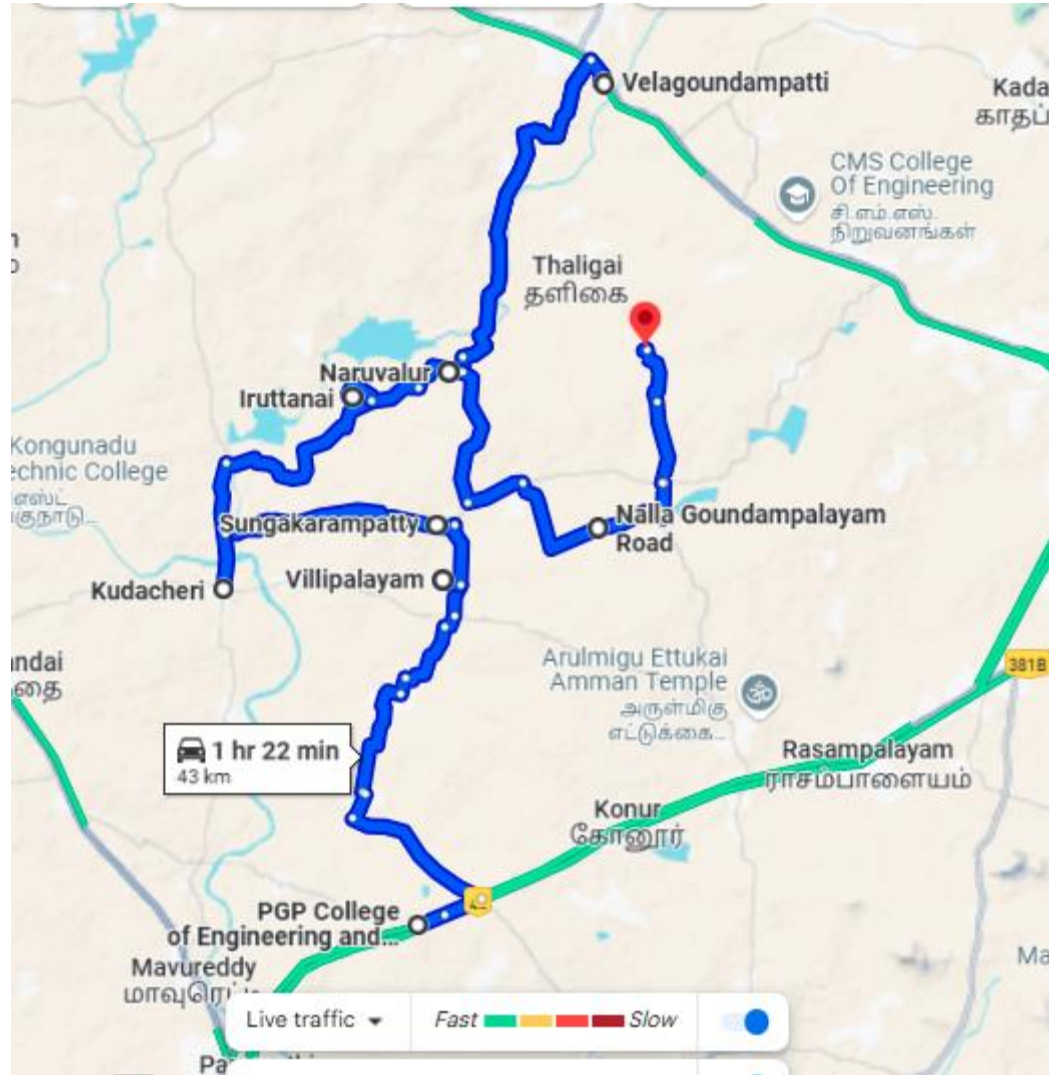 Velagoundampatti
Kada
காதப்
CMS College
Of Engineering
சி.எம்.எஸ்.
நிறுவனங்கள்
Thaligai
தளிகை
Naruvalur
Iruttanai
Kongunadu
echnic College
எஸ்ட்
குநாடு...
Sungakarampatty
Nalla Goundampalayam
Road
Villipalayam
Kudacheri
andai
தை
Arulmigu Ettukai
Amman Temple
அருள்மிகு
எட்டுக்கை...
381B
1 hr 22 min
43 km
Rasampalayam
ராசம்பாளையம்
Konur
கோனூர்
PGP College
of Engineering and...
Mavureddy
மாவுரெட்டி
Ma
Live traffic
Fast
Slow